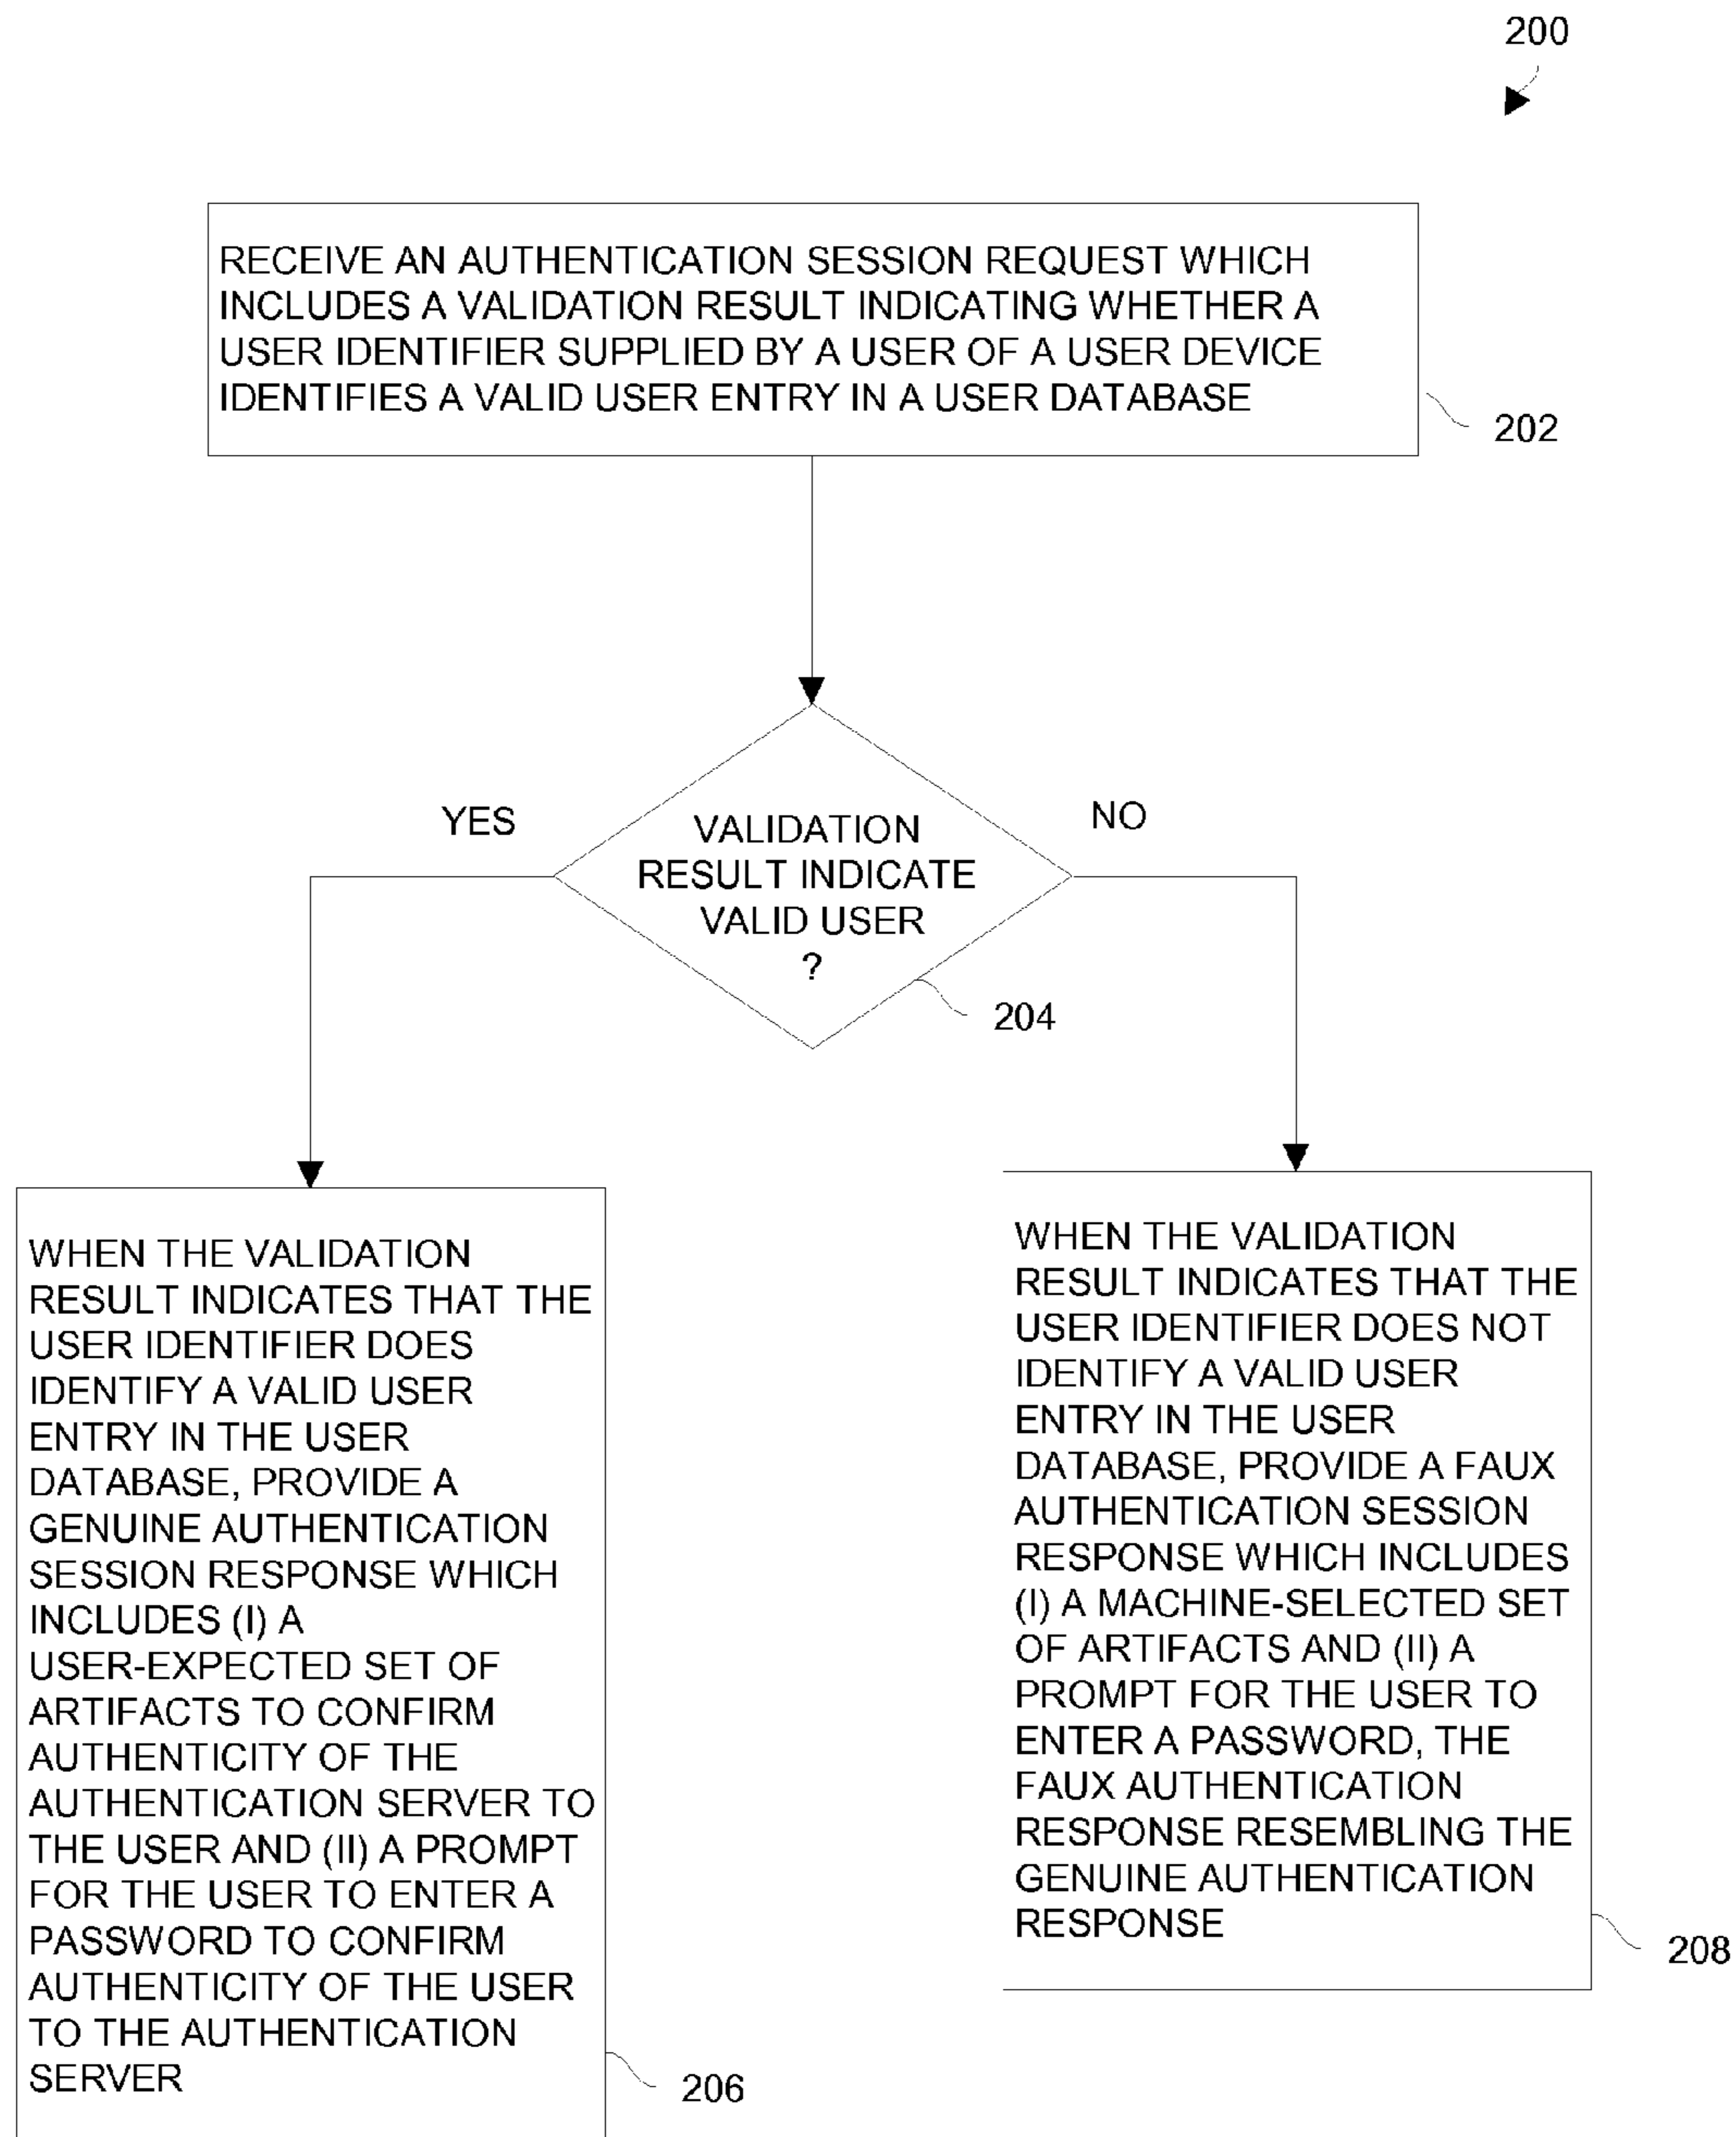 200
RECEIVE AN AUTHENTICATION SESSION REQUEST WHICH
INCLUDES A VALIDATION RESULT INDICATING WHETHER A
USER IDENTIFIER SUPPLIED BY A USER OF A USER DEVICE
IDENTIFIES A VALID USER ENTRY IN A USER DATABASE
202
YES
NO
VALIDATION
RESULT INDICATE
VALID USER
?
204
WHEN THE VALIDATION
RESULT INDICATES THAT THE
USER IDENTIFIER DOES
IDENTIFY A VALID USER
ENTRY IN THE USER
DATABASE, PROVIDE A
GENUINE AUTHENTICATION
SESSION RESPONSE WHICH
INCLUDES (I) A
USER-EXPECTED SET OF
ARTIFACTS TO CONFIRM
AUTHENTICITY OF THE
AUTHENTICATION SERVER TO
THE USER AND (II) A PROMPT
FOR THE USER TO ENTER A
PASSWORD TO CONFIRM
AUTHENTICITY OF THE USER
TO THE AUTHENTICATION
SERVER
206
WHEN THE VALIDATION
RESULT INDICATES THAT THE
USER IDENTIFIER DOES NOT
IDENTIFY A VALID USER
ENTRY IN THE USER
DATABASE, PROVIDE A FAUX
AUTHENTICATION SESSION
RESPONSE WHICH INCLUDES
(I) A MACHINE-SELECTED SET
OF ARTIFACTS AND (II) A
PROMPT FOR THE USER TO
ENTER A PASSWORD, THE
FAUX AUTHENTICATION
RESPONSE RESEMBLING THE
GENUINE AUTHENTICATION
RESPONSE
208